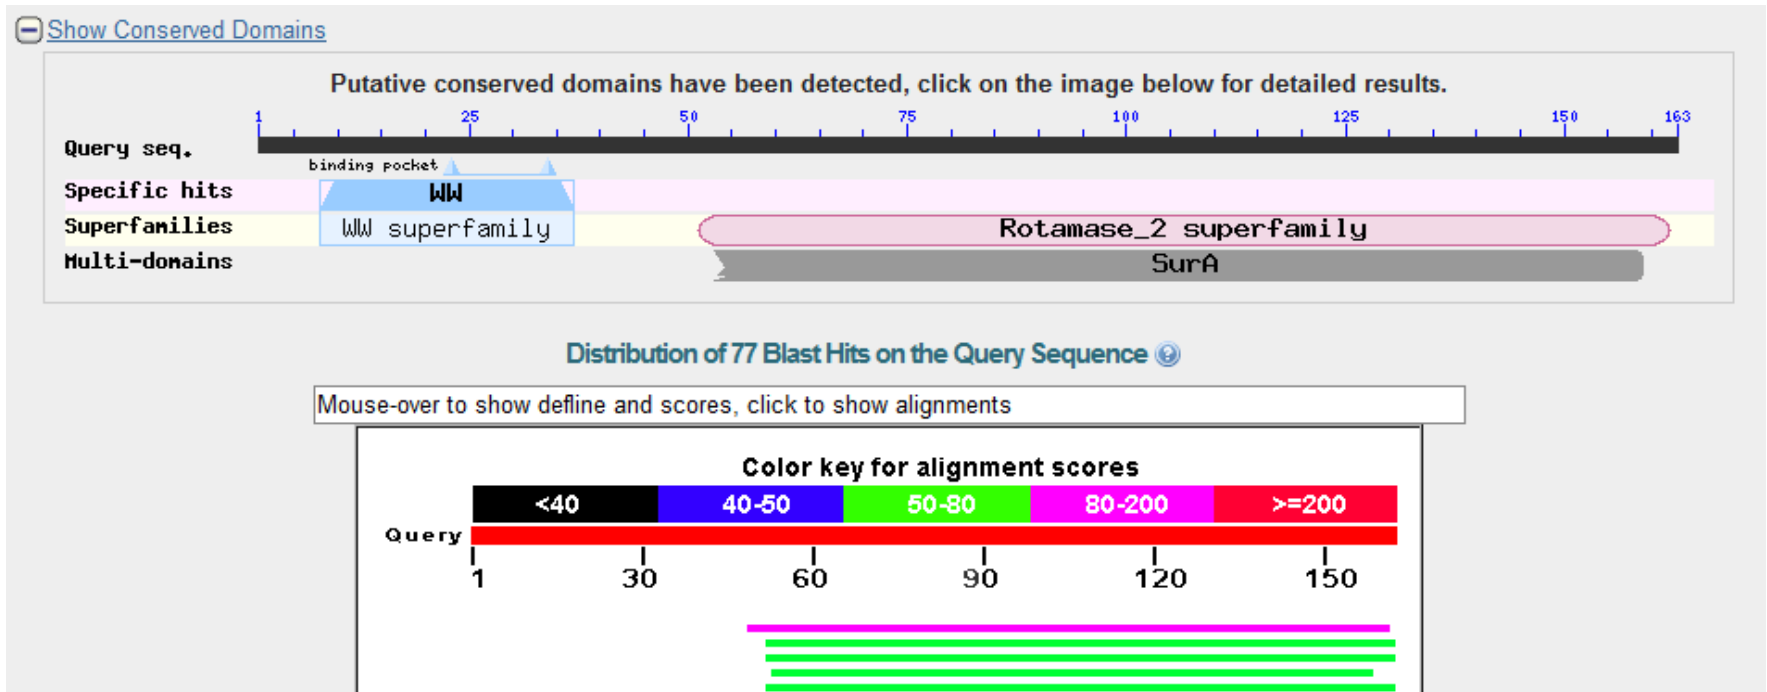 Show Conserved Domains
Putative conserved domains have been detected, click on the image below for detailed results.
1 25 50 75 100 125 150 163
Query seq.
binding pocket
Specific hits WW
Superfamilies WW superfamily Rotamase_2 superfamily
Multi-domains SurA
Distribution of 77 Blast Hits on the Query Sequence ?
Mouse-over to show defline and scores, click to show alignments
Color key for alignment scores
<40 40-50 50-80 80-200 >=200
Query
1 30 60 90 120 150